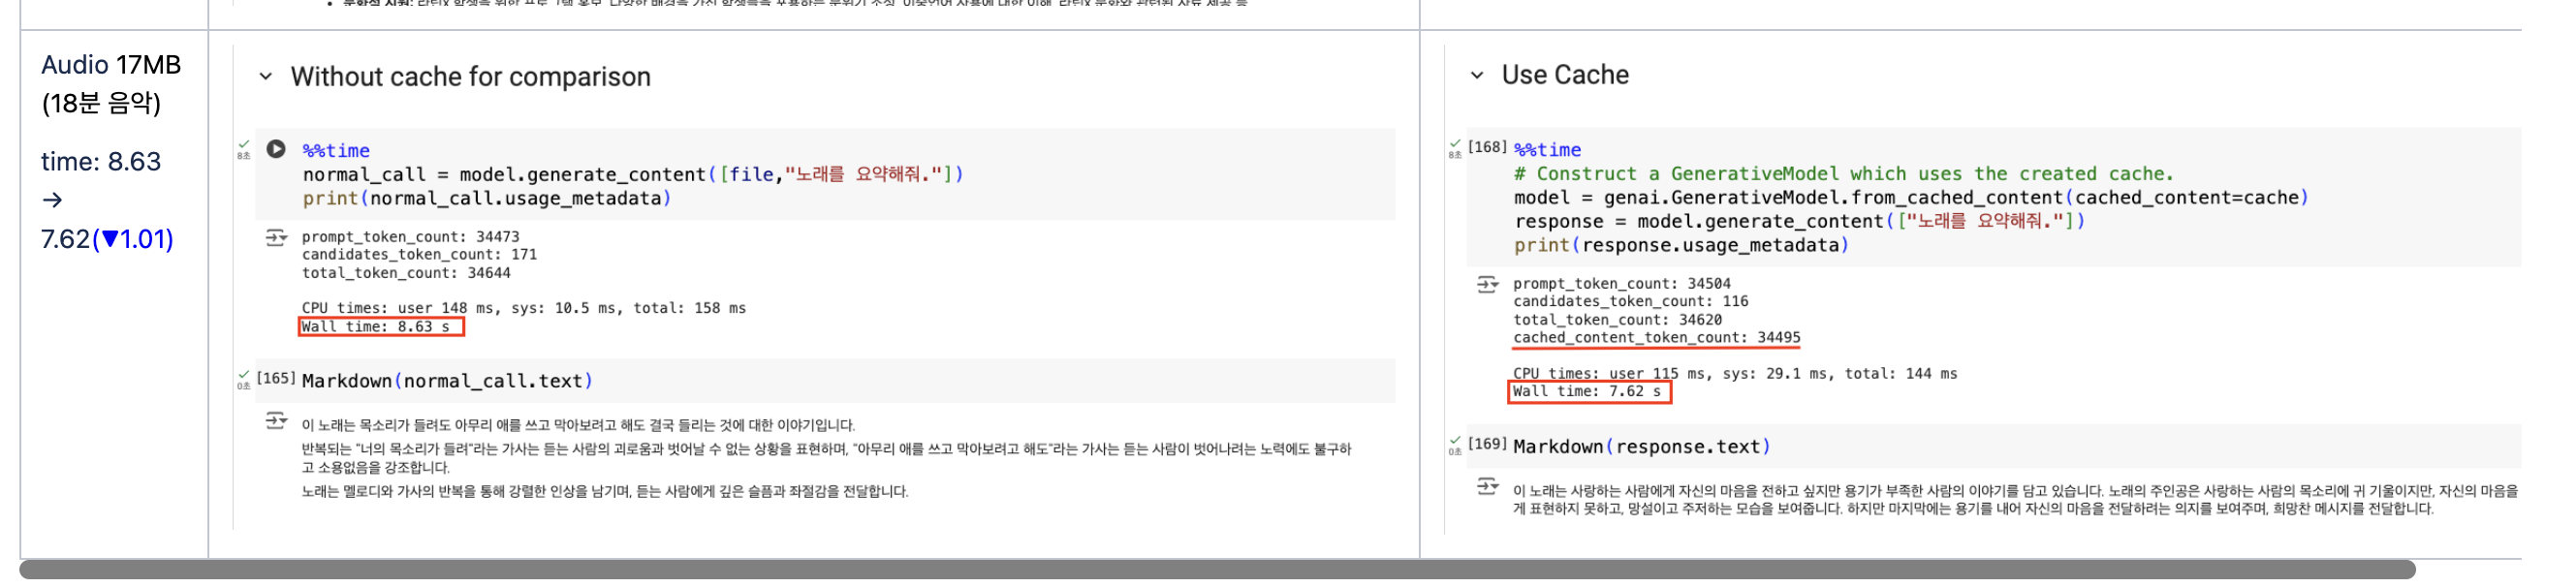 Audio 17MB
(18분 음악)
time: 8.63
→
7.62(▼1.01)
Without cache for comparison
8초
%%time
normal_call = model.generate_content([file,"노래를 요약해줘."])
print(normal_call.usage_metadata)
prompt_token_count: 34473
candidates_token_count: 171
total_token_count: 34644
CPU times: user 148 ms, sys: 10.5 ms, total: 158 ms
Wall time: 8.63 s
0초
[165] Markdown(normal_call.text)
이 노래는 목소리가 들려도 아무리 애를 쓰고 막아보려고 해도 결국 들리는 것에 대한 이야기입니다.
반복되는 "너의 목소리가 들려"라는 가사는 듣는 사람의 괴로움과 벗어날 수 없는 상황을 표현하며, "아무리 애를 쓰고 막아보려고 해도"라는 가사는 듣는 사람이 벗어나려는 노력에도 불구하
고 소용없음을 강조합니다.
노래는 멜로디와 가사의 반복을 통해 강렬한 인상을 남기며, 듣는 사람에게 깊은 슬픔과 좌절감을 전달합니다.
Use Cache
8초
[168] %%time
# Construct a GenerativeModel which uses the created cache.
model = genai.GenerativeModel.from_cached_content(cached_content=cache)
response = model.generate_content(["노래를 요약해줘."])
print(response.usage_metadata)
prompt_token_count: 34504
candidates_token_count: 116
total_token_count: 34620
cached_content_token_count: 34495
CPU times: user 115 ms, sys: 29.1 ms, total: 144 ms
Wall time: 7.62 s
0초
[169] Markdown(response.text)
이 노래는 사랑하는 사람에게 자신의 마음을 전하고 싶지만 용기가 부족한 사람의 이야기를 담고 있습니다. 노래의 주인공은 사랑하는 사람의 목소리에 귀 기울이지만, 자신의 마음을
게 표현하지 못하고, 망설이고 주저하는 모습을 보여줍니다. 하지만 마지막에는 용기를 내어 자신의 마음을 전달하려는 의지를 보여주며, 희망찬 메시지를 전달합니다.